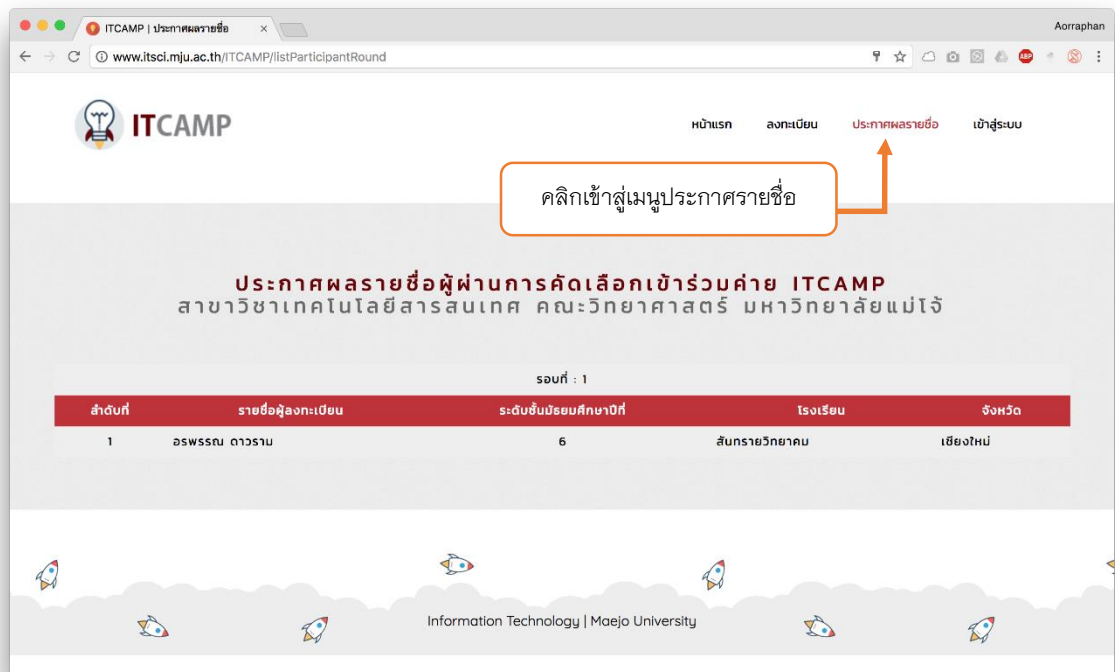 ITCAMP | ประกาศผลรายชื่อ
Aorraphan
www.itsci.mju.ac.th/ITCAMP/listParticipantRound
ABP
ITCAMP
หน้าแรก ลงทะเบียน ประกาศผลรายชื่อ เข้าสู่ระบบ
คลิกเข้าสู่เมนูประกาศรายชื่อ
ประกาศผลรายชื่อผู้ผ่านการคัดเลือกเข้าร่วมค่าย ITCAMP
สาขาวิชาเทคโนโลยีสารสนเทศ คณะวิทยาศาสตร์ มหาวิทยาลัยแม่โจ้
รอบที่ : 1
ลำดับที่ รายชื่อผู้ลงทะเบียน ระดับชั้นมัธยมศึกษาปีที่ โรงเรียน จังหวัด
1 อรพรรณ ดาวราม 6 สันทรายวิทยาคม เชียงใหม่
Information Technology | Maejo University